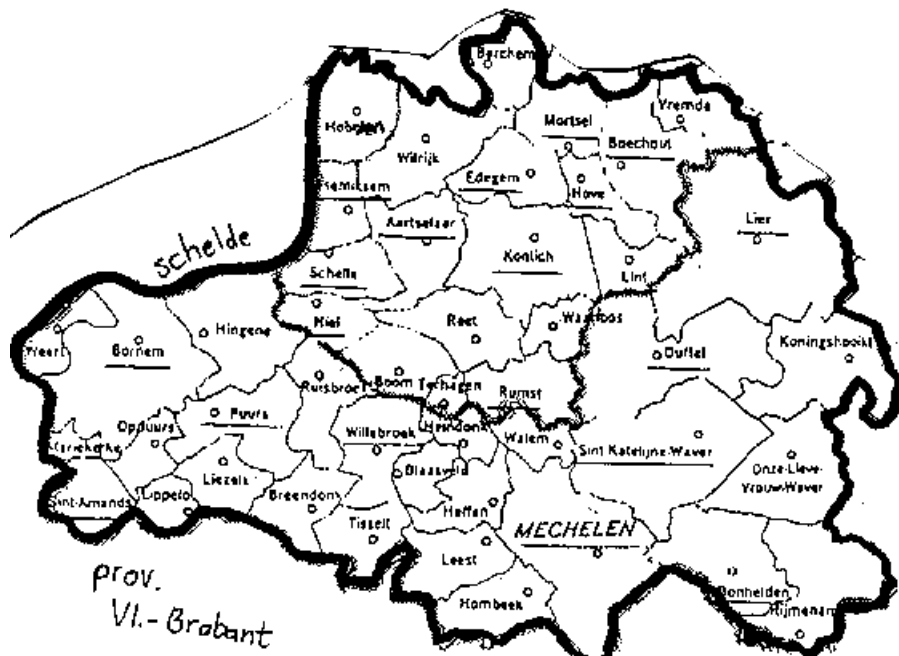 Berchem
Hoboken
Wilrijk
Mortsel
Vremde
Boechout
Edegem
Hove
Hemiksem
Aartselaar
Lier
schelde
Schelle
Kontich
Lint
Niel
Reet
Waarloos
Weert
Bornem
Hingene
Duffel
Koningshooikt
Ruisbroek
Boom
Terhagen
Rumst
Oppuurs
Puurs
Willebroek
Heindonk
Walem
Sint Katelijne-Waver
Mariekerke
Liezele
Blaasveld
Onze-Lieve-
Vrouw-Waver
Sint-Amands
Lippelo
Breendonk
Heffen
Tisselt
MECHELEN
Leest
prov.
Vl.-Brabant
Hombeek
Bonheiden
Rijmenam